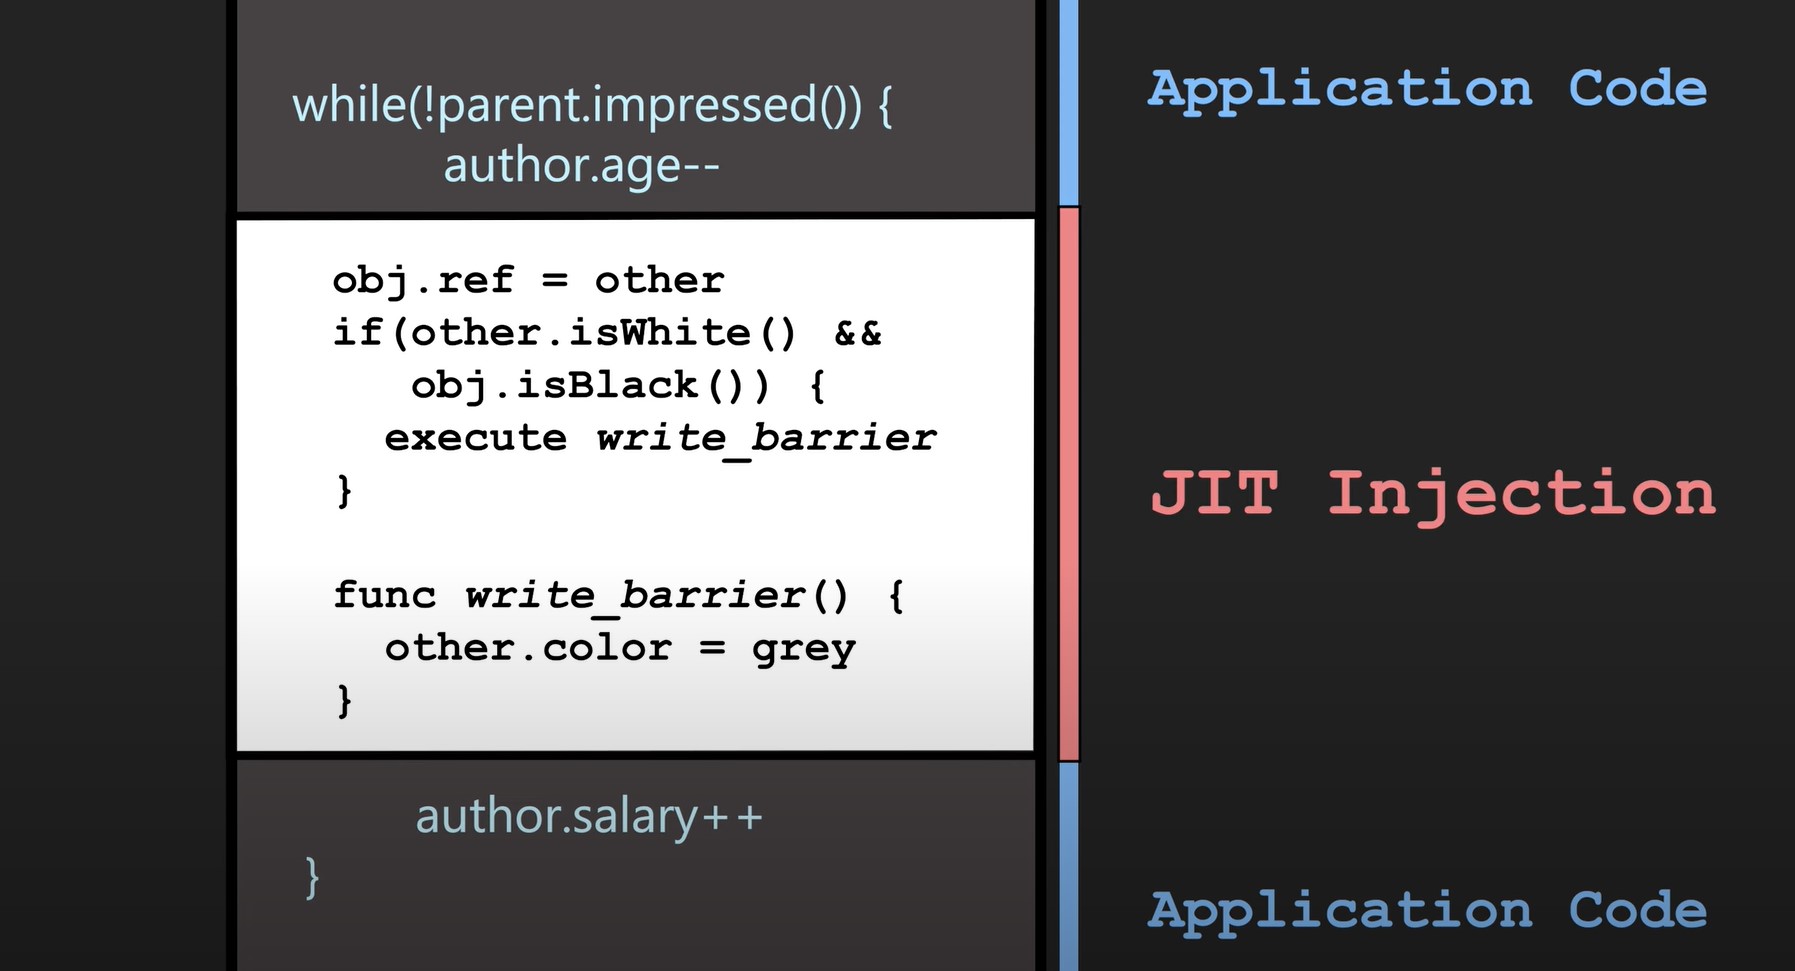 while(!parent.impressed()) {
author.age--
Application Code
obj.ref = other
if(other.isWhite() &&
obj.isBlack()) {
execute write_barrier
}
func write_barrier() {
other.color = grey
}
JIT Injection
author.salary++
}
Application Code